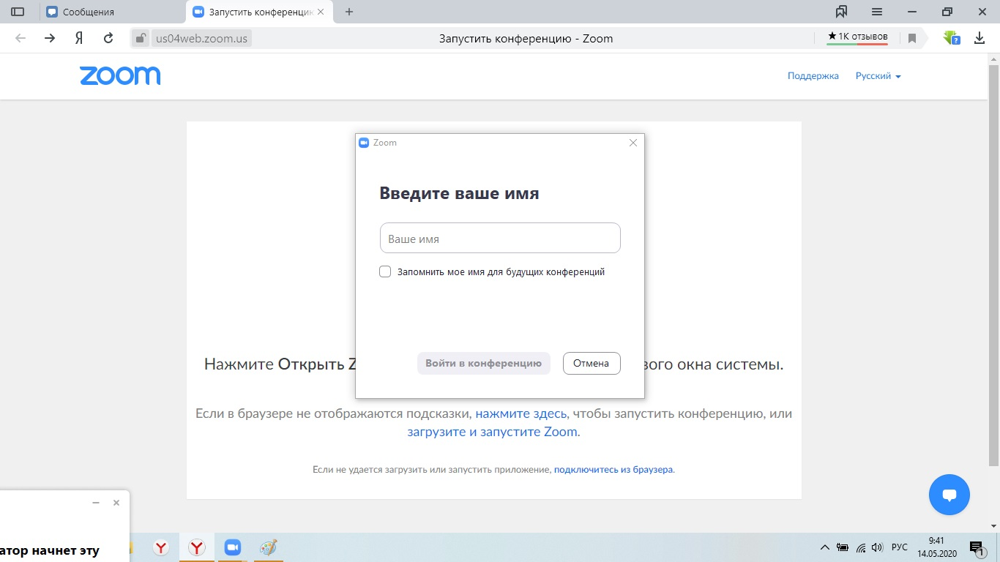 Сообщения
Запустить конференцию
us04web.zoom.us
Запустить конференцию - Zoom
★1К отзывов
zoom
Поддержка
Русский
Zoom
Введите ваше имя
Ваше имя
Запомнить мое имя для будущих конференций
Войти в конференцию
Отмена
Нажмите Открыть Z
вого окна системы.
Если в браузере не отображаются подсказки, нажмите здесь, чтобы запустить конференцию, или
загрузите и запустите Zoom.
Если не удается загрузить или запустить приложение, подключитесь из браузера.
атор начнет эту
РУС
9:41
14.05.2020
1